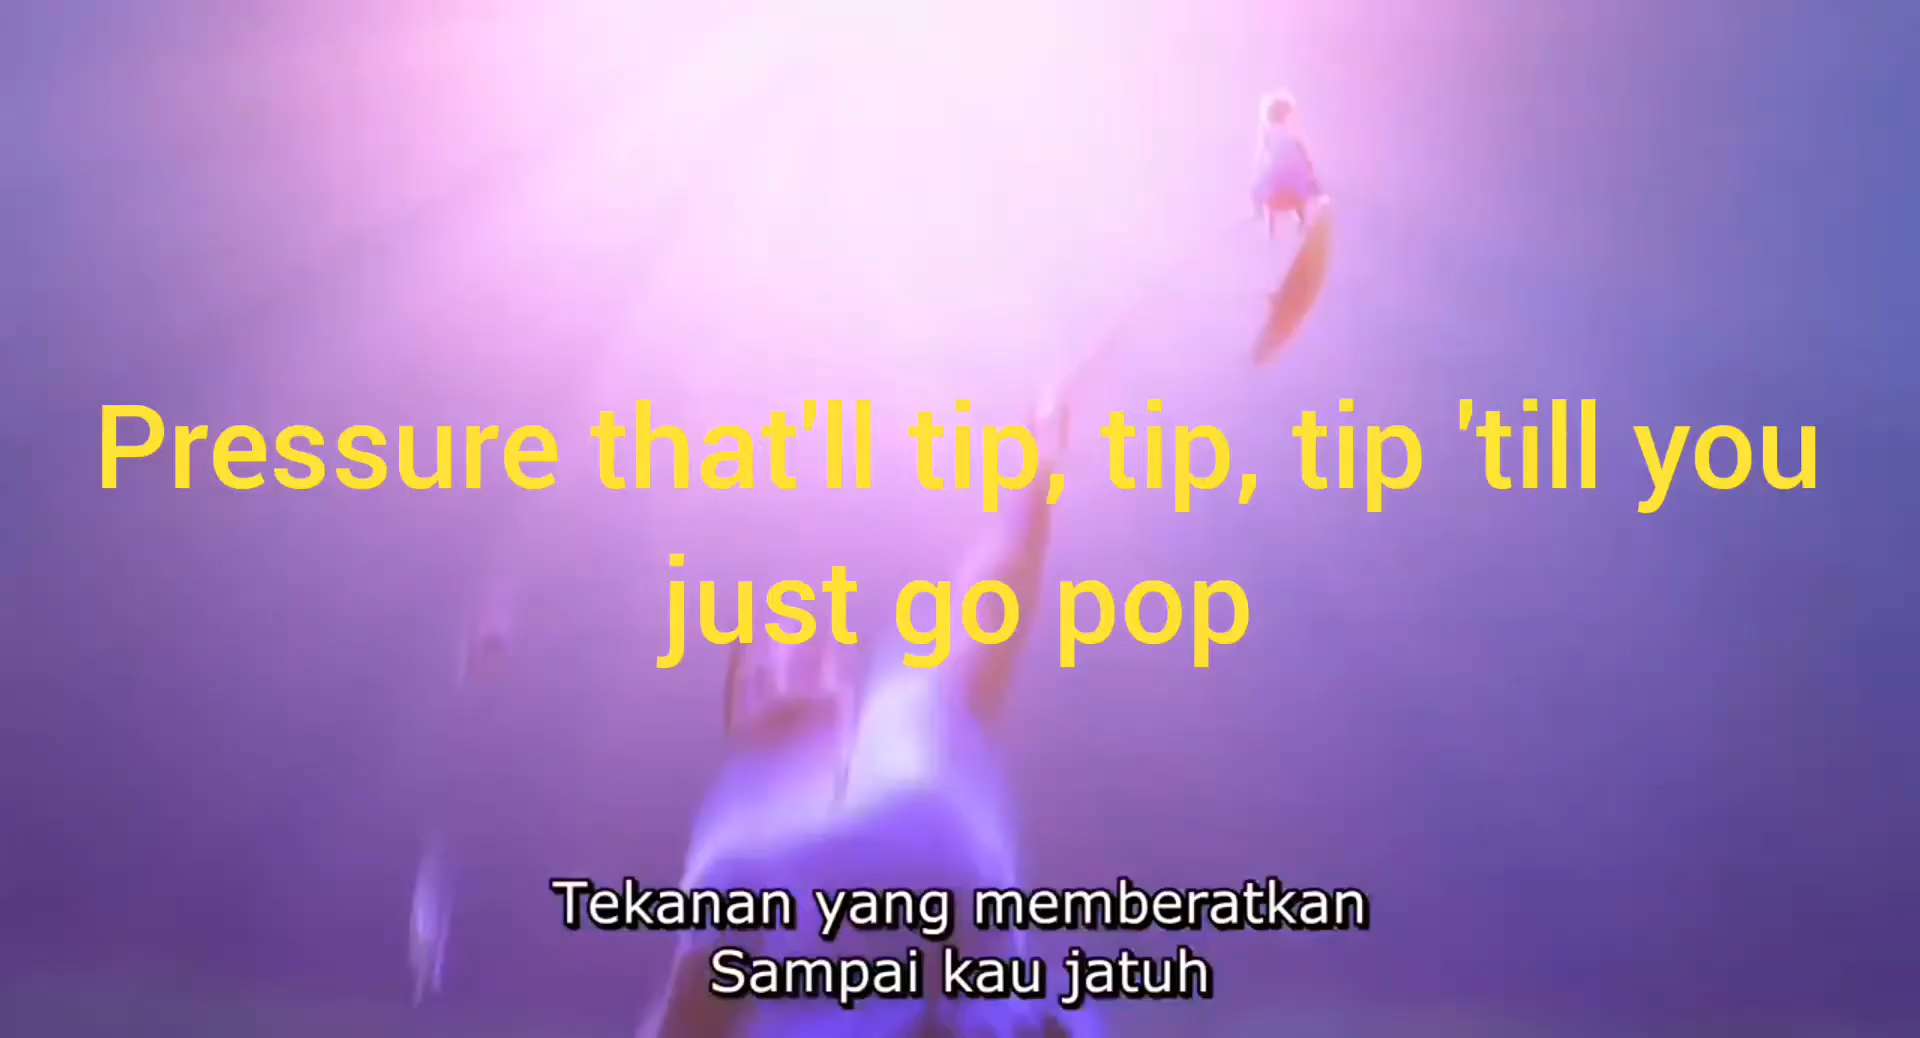 Pressure that'll tip, tip, tip 'till you
just go pop
Tekanan yang memberatkan
Sampai kau jatuh